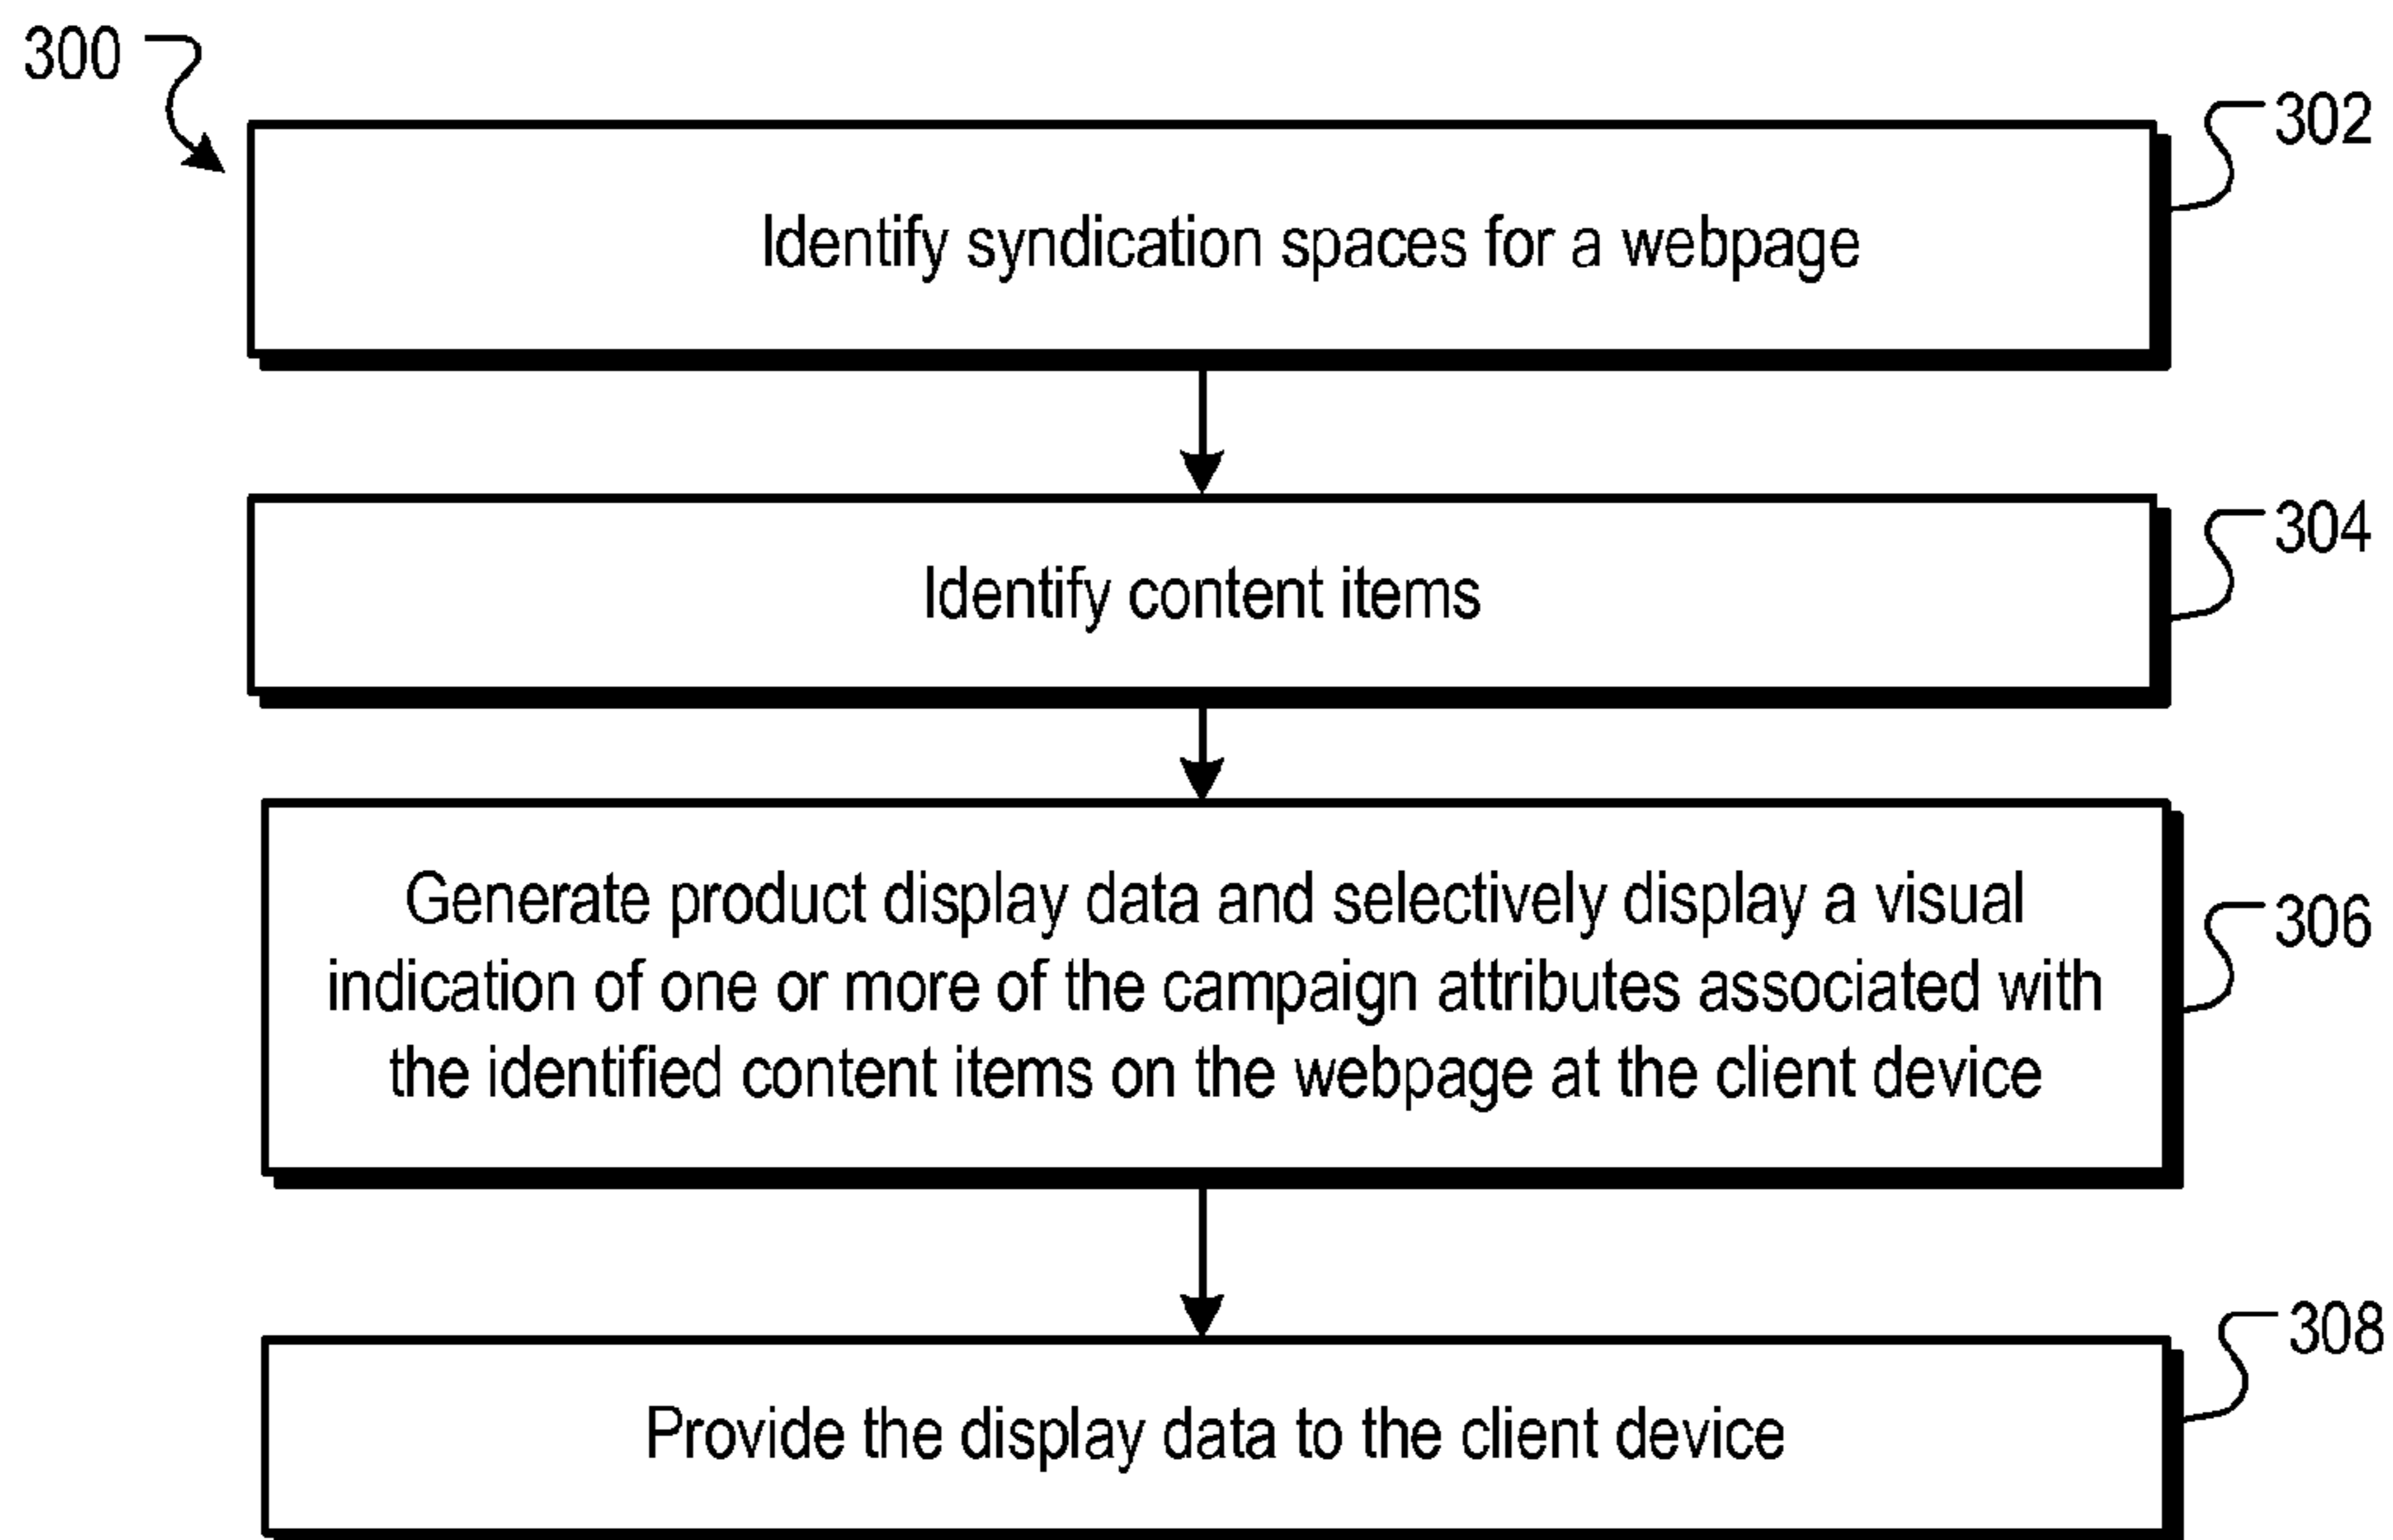 300
302
Identify syndication spaces for a webpage
304
Identify content items
306
Generate product display data and selectively display a visual
indication of one or more of the campaign attributes associated with
the identified content items on the webpage at the client device
308
Provide the display data to the client device